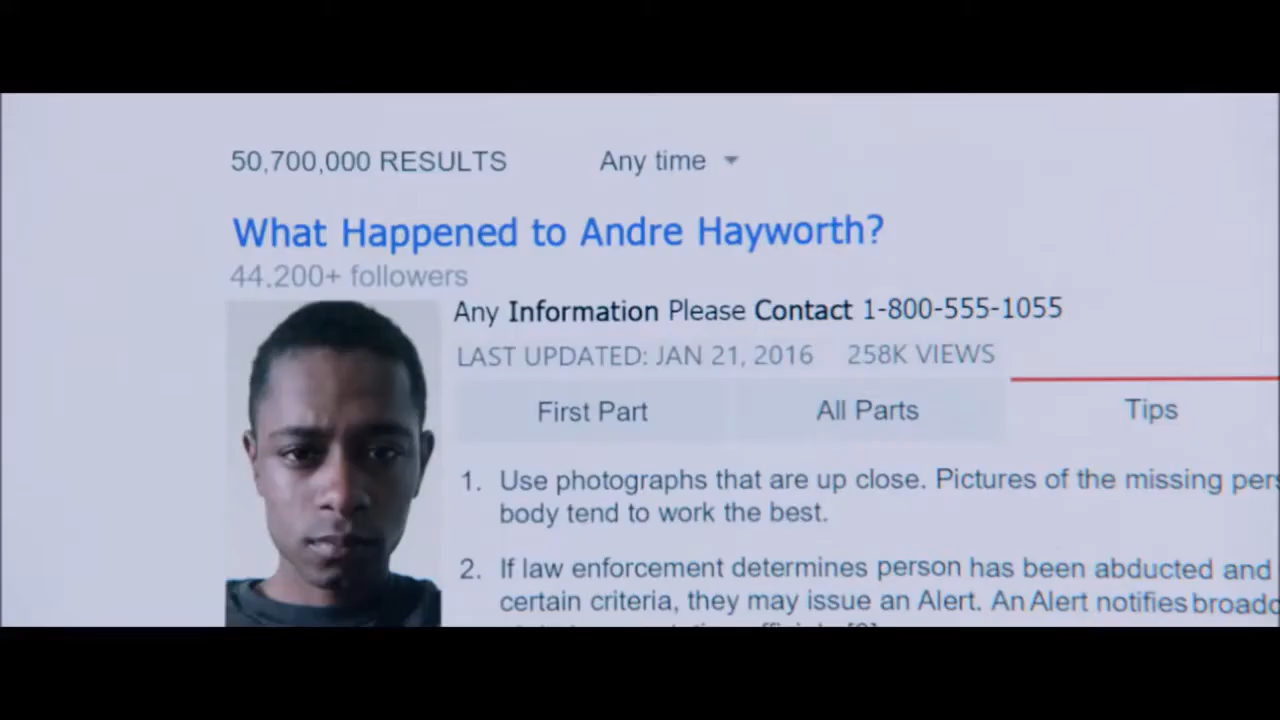 50,700,000 RESULTS Any time
What Happened to Andre Hayworth?
44.200+ followers
Any Information Please Contact 1-800-555-1055
LAST UPDATED: JAN 21, 2016 258K VIEWS
First Part All Parts Tips
1. Use photographs that are up close. Pictures of the missing pers
body tend to work the best.
2. If law enforcement determines person has been abducted and
certain criteria, they may issue an Alert. An Alert notifies broadc